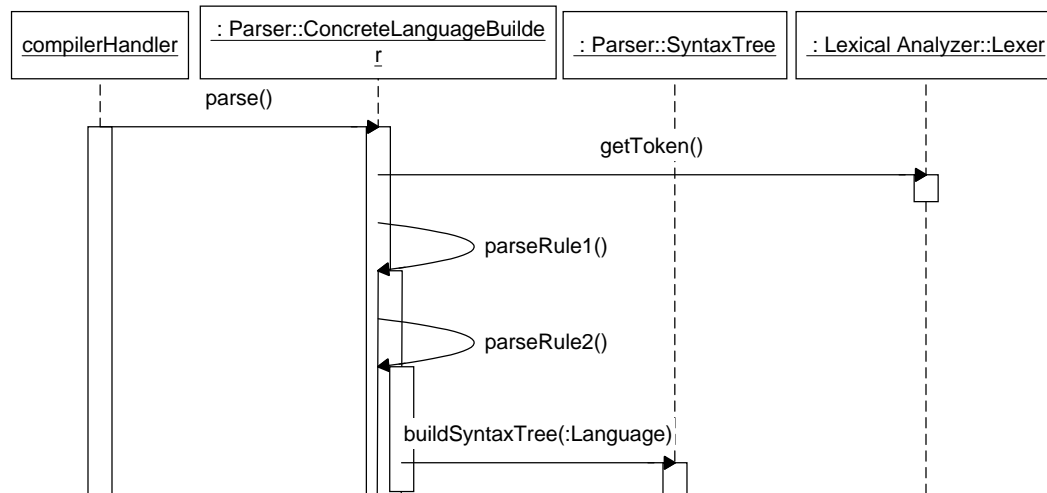 compilerHandler
: Parser::ConcreteLanguageBuilde
r
: Parser::SyntaxTree
: Lexical Analyzer::Lexer
parse()
getToken()
parseRule1()
parseRule2()
buildSyntaxTree(:Language)